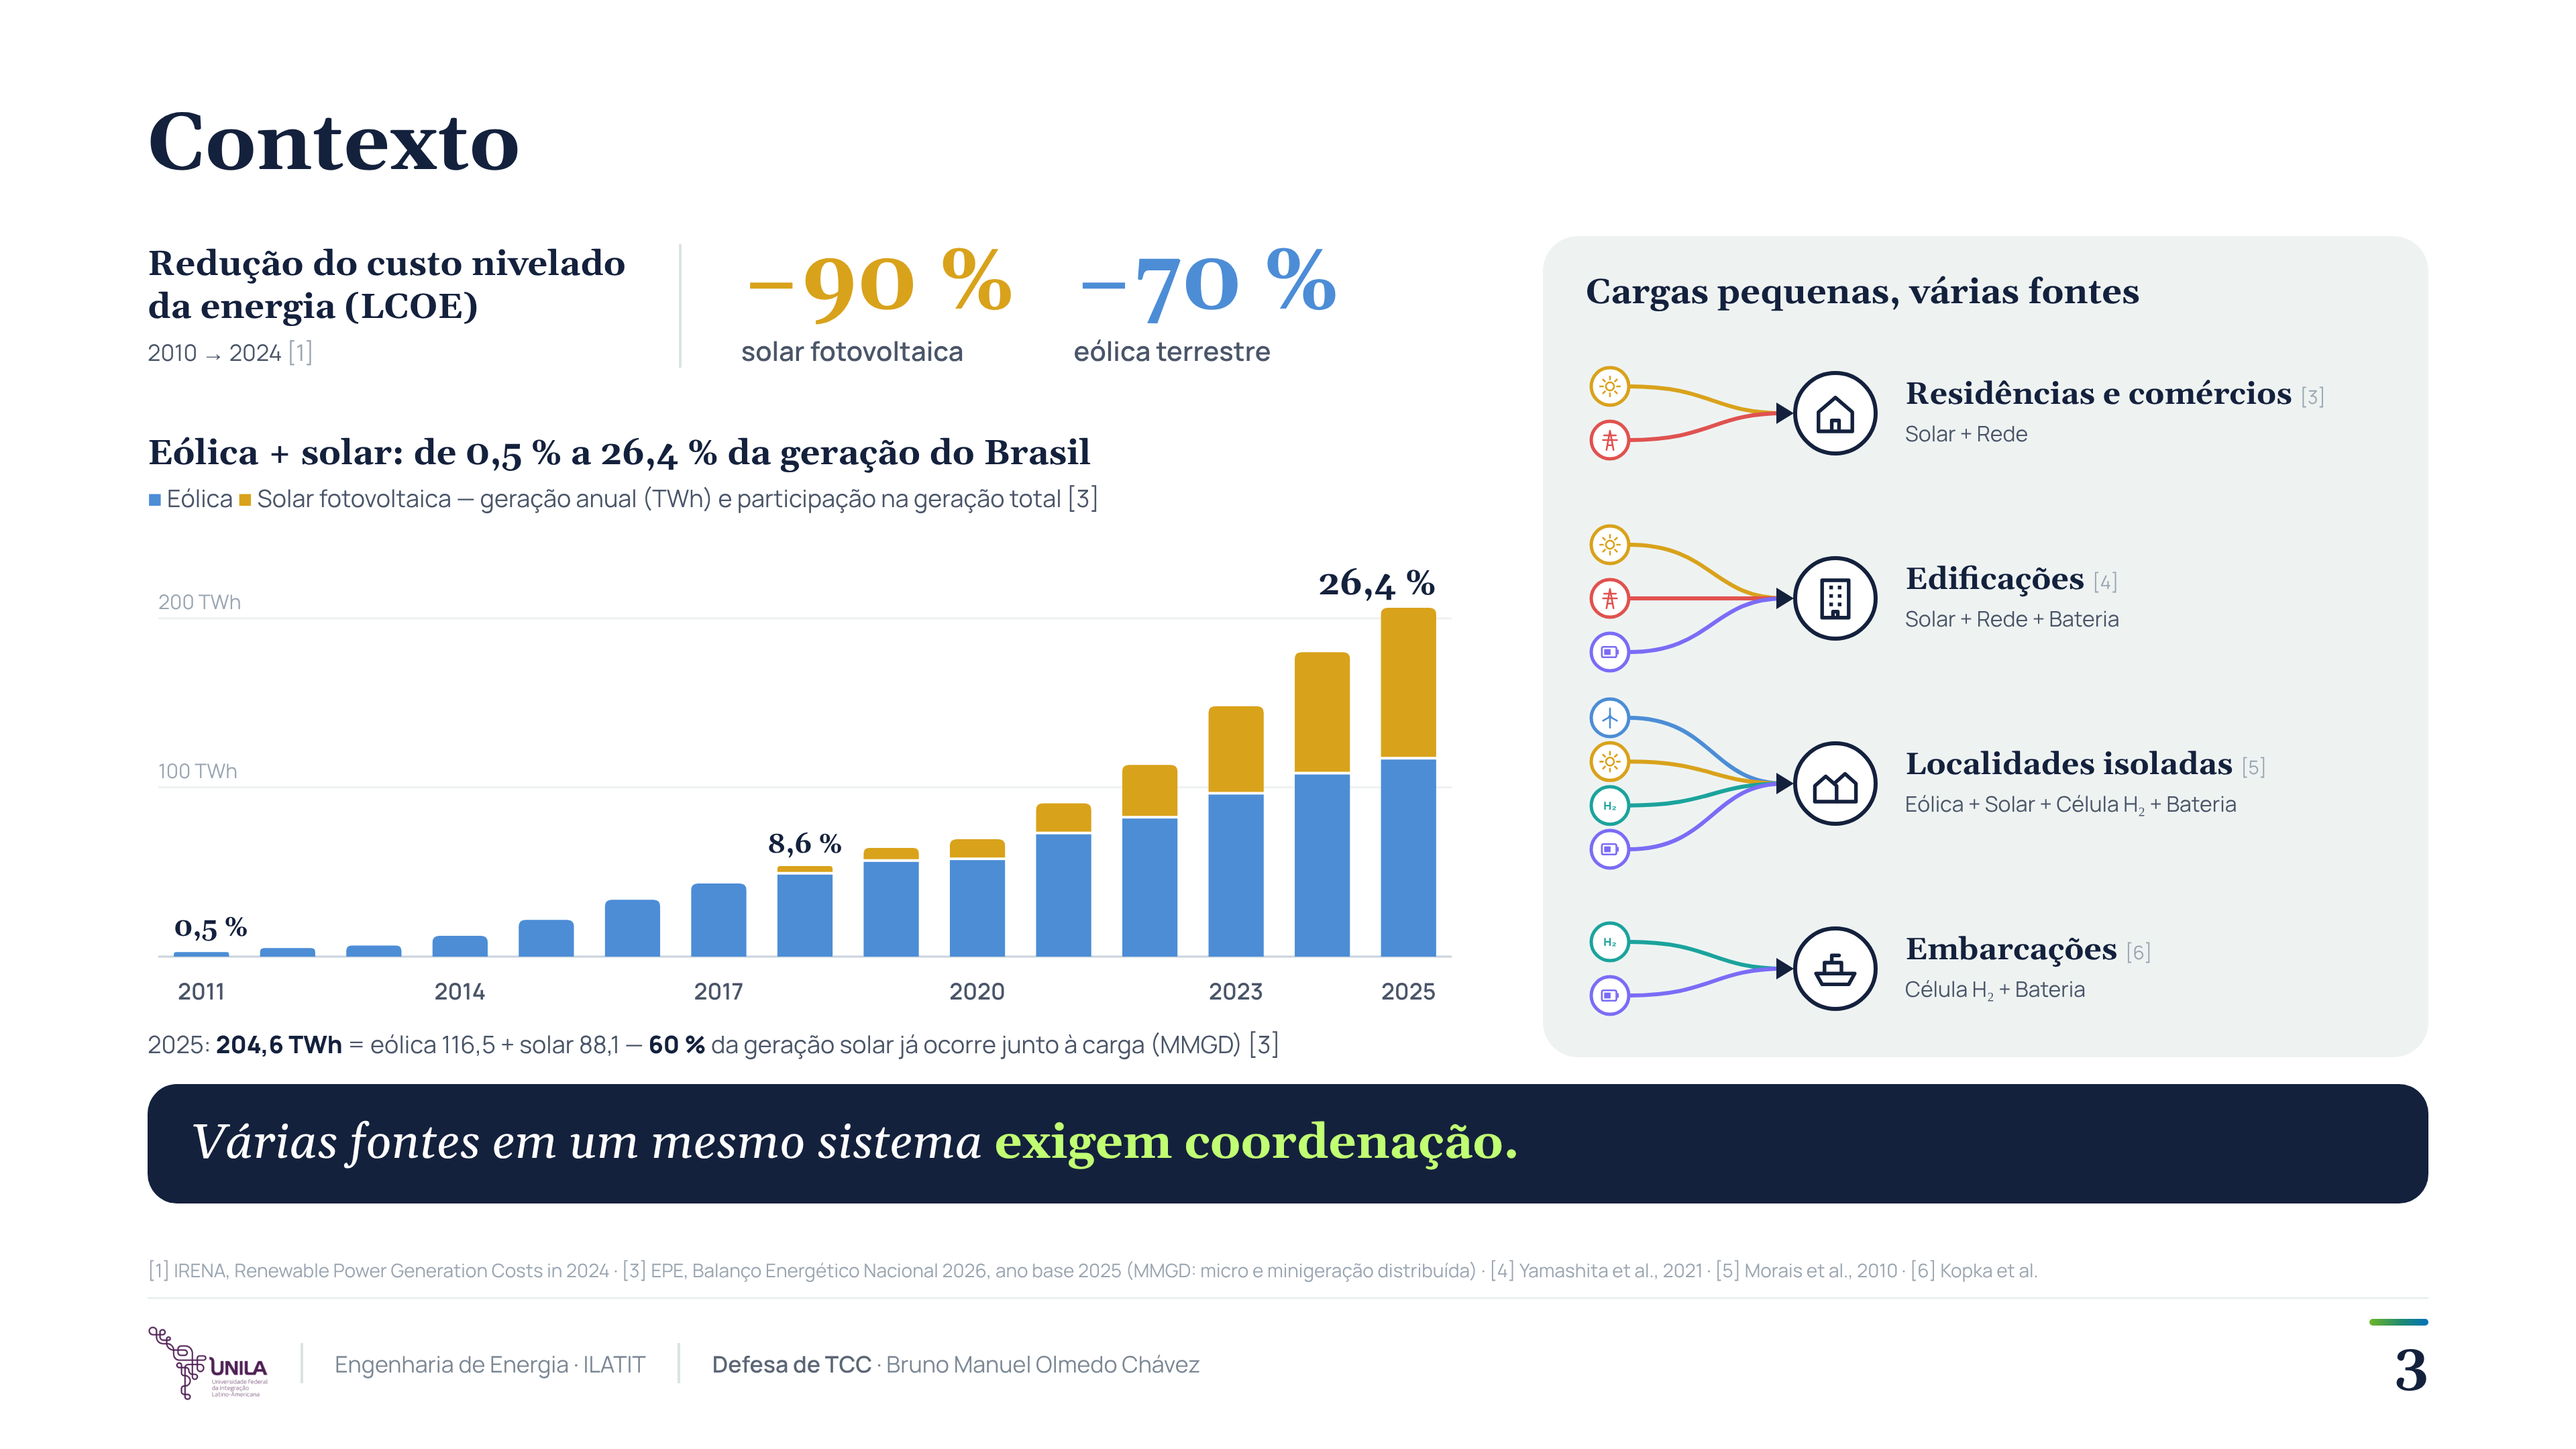 Contexto
Redução do custo nivelado
da energia (LCOE)
2010 → 2024 [1]
−90 %
solar fotovoltaica
−70 %
eólica terrestre
Eólica + solar: de 0,5 % a 26,4 % da geração do Brasil
Eólica Solar fotovoltaica — geração anual (TWh) e participação na geração total [3]
200 TWh
100 TWh
0,5 %
8,6 %
26,4 %
2011 2014 2017 2020 2023 2025
2025: 204,6 TWh = eólica 116,5 + solar 88,1 — 60 % da geração solar já ocorre junto à carga (MMGD) [3]
Cargas pequenas, várias fontes
Residências e comércios [3]
Solar + Rede
Edificações [4]
Solar + Rede + Bateria
H₂
Localidades isoladas [5]
Eólica + Solar + Célula H₂ + Bateria
H₂
Embarcações [6]
Célula H₂ + Bateria
Várias fontes em um mesmo sistema exigem coordenação.
[1] IRENA, Renewable Power Generation Costs in 2024 · [3] EPE, Balanço Energético Nacional 2026, ano base 2025 (MMGD: micro e minigeração distribuída) · [4] Yamashita et al., 2021 · [5] Morais et al., 2010 · [6] Kopka et al.
UNILA
Universidade Federal
da Integração
Latino-Americana
Engenharia de Energia · ILATIT
Defesa de TCC · Bruno Manuel Olmedo Chávez
3